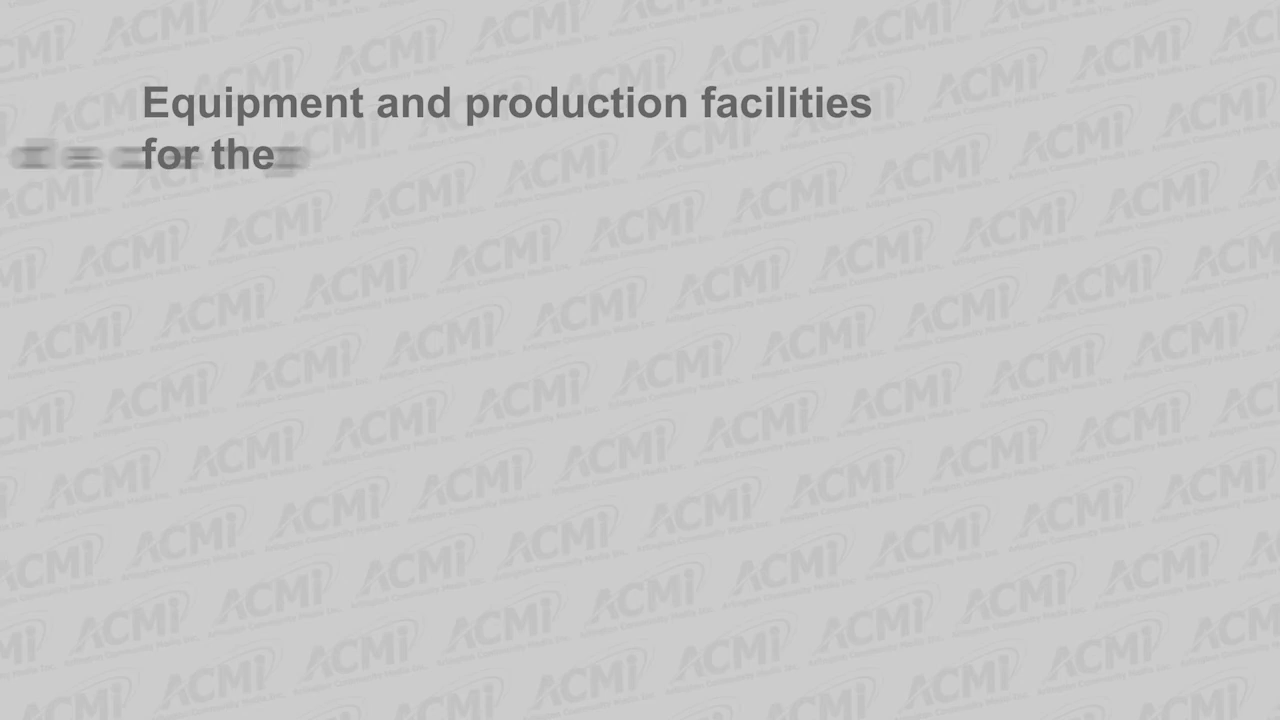 Equipment and production facilities
for the